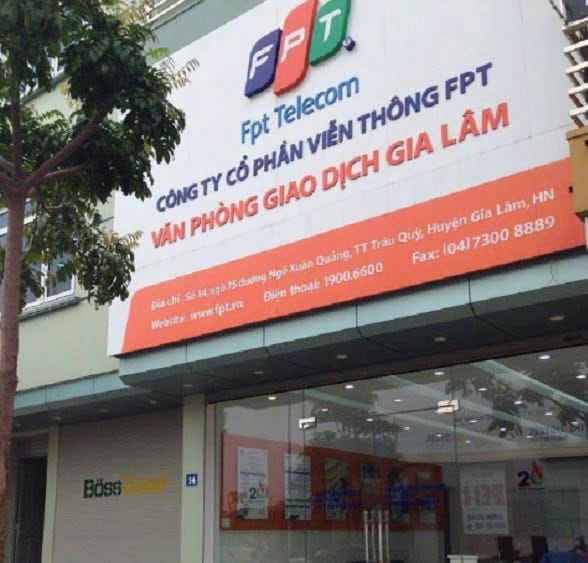 FPT
Fpt Telecom
CÔNG TY CỔ PHẦN VIỄN THÔNG FPT
VĂN PHÒNG GIAO DỊCH GIA LÂM
Địa chỉ: Số 14, ngõ 75 đường Ngô Xuân Quảng, TT Trâu Quỳ, Huyện Gia Lâm, HN
Website: www.fpt.vn Điện thoại: 1900.6600 Fax: (04)7300 8889
Böss
14
20